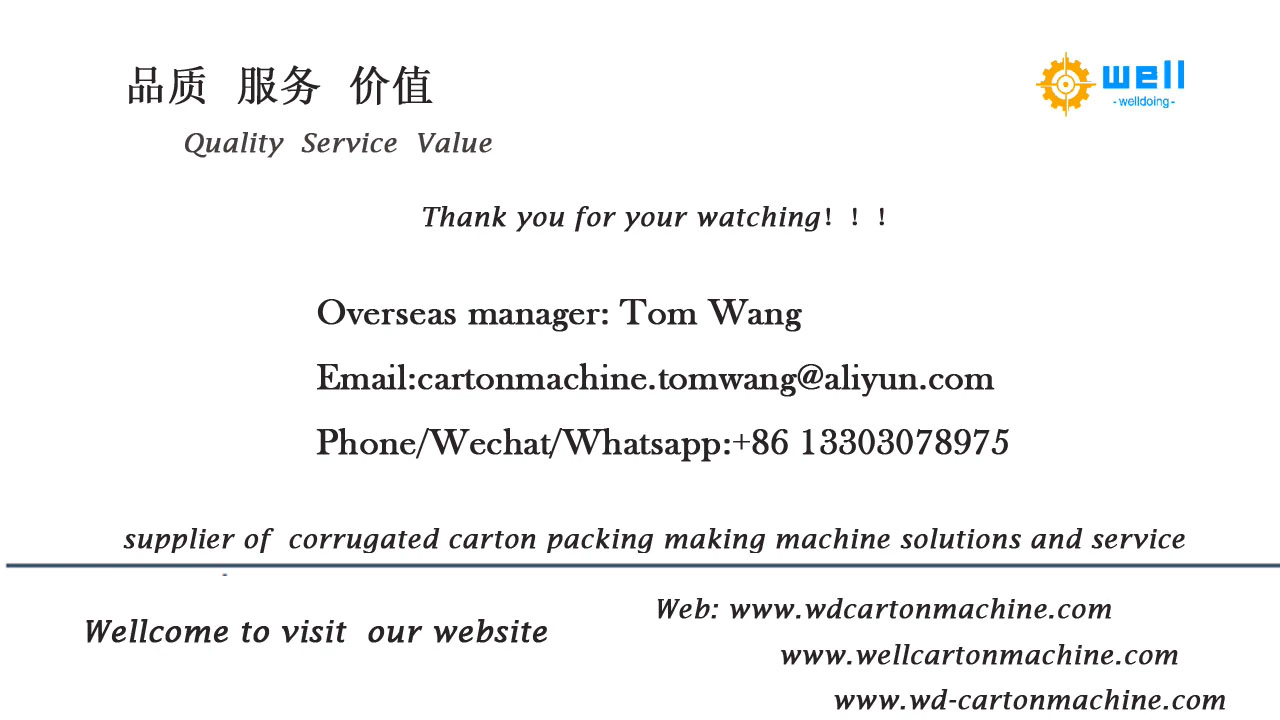 品质 服务 价值
well
-welldoing-
Quality Service Value
Thank you for your watching！！！
Overseas manager: Tom Wang
Email:cartonmachine.tomwang@aliyun.com
Phone/Wechat/Whatsapp:+86 13303078975
supplier of corrugated carton packing making machine solutions and service
Wellcome to visit our website
Web: www.wdcartonmachine.com
www.wellcartonmachine.com
www.wd-cartonmachine.com